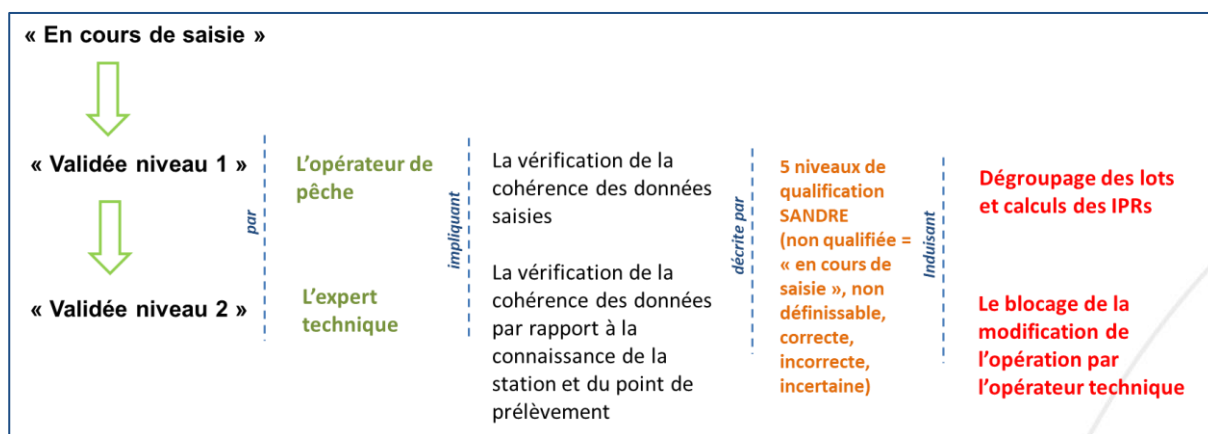 « En cours de saisie »
« Validée niveau 1 »
par
L'opérateur de
pêche
impliquant
La vérification de la
cohérence des données
saisies
décrite par
5 niveaux de
qualification
SANDRE
(non qualifiée =
« en cours de
saisie », non
définissable,
correcte,
incorrecte,
incertaine)
Induisant
Dégroupage des lots
et calculs des IPRs
« Validée niveau 2 »
L'expert
technique
La vérification de la
cohérence des données
par rapport à la
connaissance de la
station et du point de
prélèvement
Le blocage de la
modification de
l'opération par
l'opérateur technique